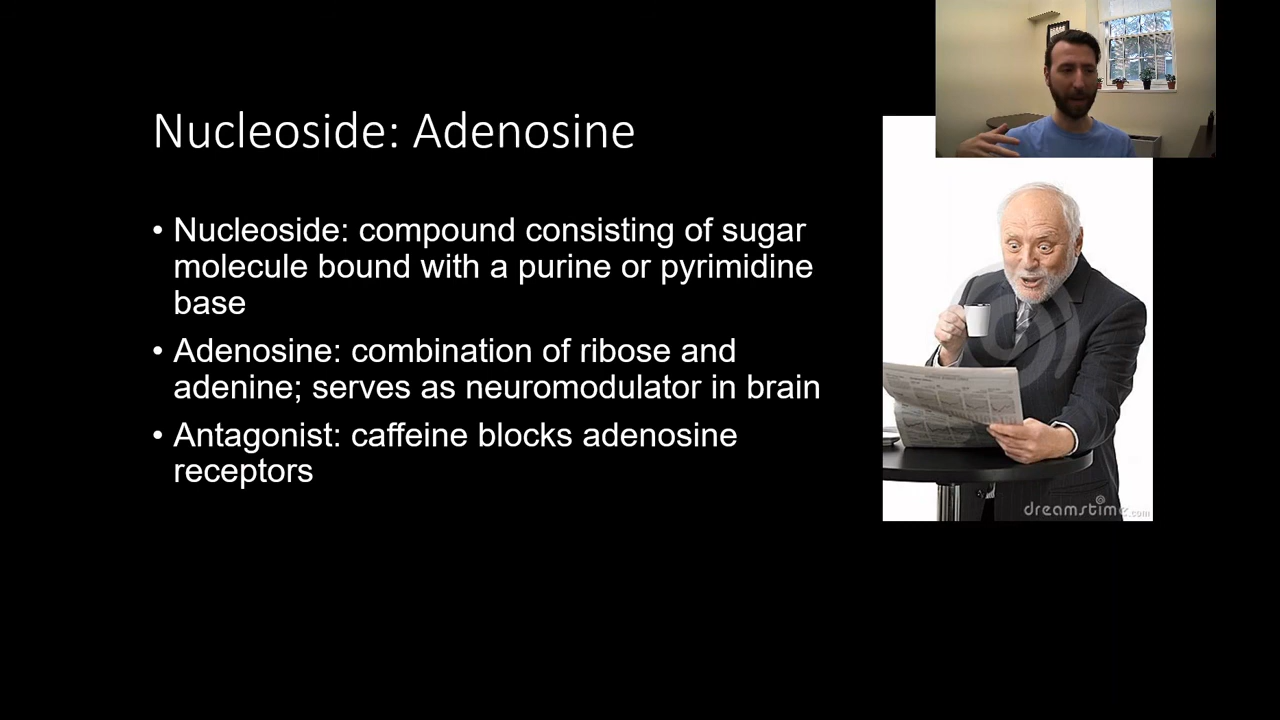 Nucleoside: Adenosine
• Nucleoside: compound consisting of sugar
molecule bound with a purine or pyrimidine
base
• Adenosine: combination of ribose and
adenine; serves as neuromodulator in brain
• Antagonist: caffeine blocks adenosine
receptors
dreamstime.com